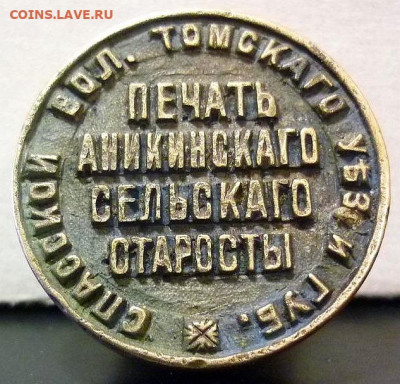 COINS.LAVE.RU
СПАССКОЙ ВОЛ. ТОМСКАГО УѢЗ. И ГУБ.
ПЕЧАТЬ
АНИКИНСКАГО
СЕЛЬСКАГО
СТАРОСТЫ